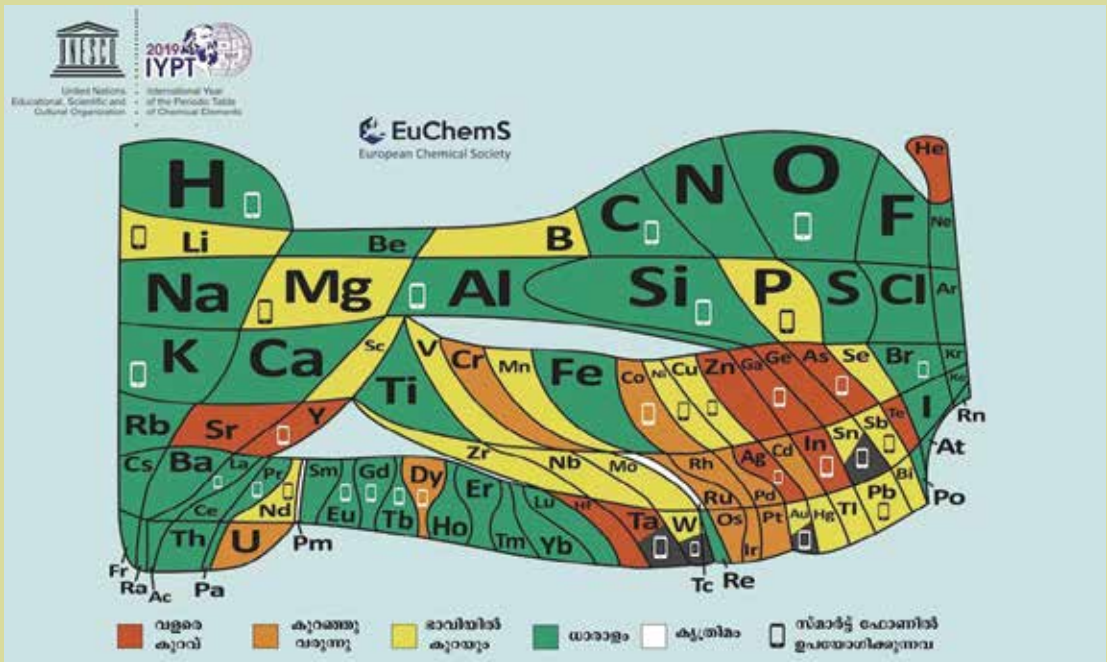 UNESCO
2019
IYPT
United Nations
Educational, Scientific and
Cultural Organization
International Year
of the Periodic Table
of Chemical Elements
EuChemS
European Chemical Society
H
C
N
O
F
He
Ne
Li
Be
B
Na
Mg
Al
Si
P
S
Cl
Ar
K
Ca
Sc
Ti
V
Cr
Mn
Fe
Co
Ni
Cu
Zn
Ga
Ge
As
Se
Br
Kr
Rb
Sr
Y
Zr
Nb
Mo
Rh
Ru
Ag
Pd
Cd
In
Sn
Sb
Te
I
Rn
At
Po
Cs
Ba
La
Ce
Pr
Nd
Sm
Eu
Gd
Tb
Dy
Ho
Er
Tm
Yb
Lu
Hf
Ta
W
Os
Ir
Pt
Au
Hg
Tl
Pb
Bi
Th
U
Pm
Fr
Ra
Ac
Pa
Tc
Re
വളരെ
കുറവ്
കുറഞ്ഞു
വരുന്നു
ഭാവിയിൽ
കുറയും
ധാരാളം
കൃത്രിമം
സ്മാർട്ട് ഫോണിൽ
ഉപയോഗിക്കുന്നവ